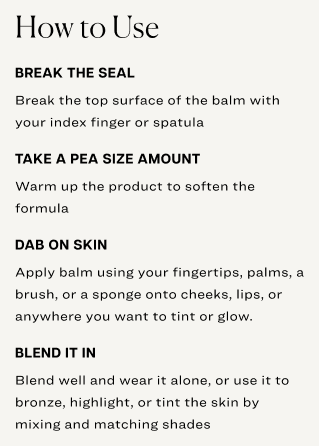 How to Use
BREAK THE SEAL
Break the top surface of the balm with
your index finger or spatula
TAKE A PEA SIZE AMOUNT
Warm up the product to soften the
formula
DAB ON SKIN
Apply balm using your fingertips, palms, a
brush, or a sponge onto cheeks, lips, or
anywhere you want to tint or glow.
BLEND IT IN
Blend well and wear it alone, or use it to
bronze, highlight, or tint the skin by
mixing and matching shades